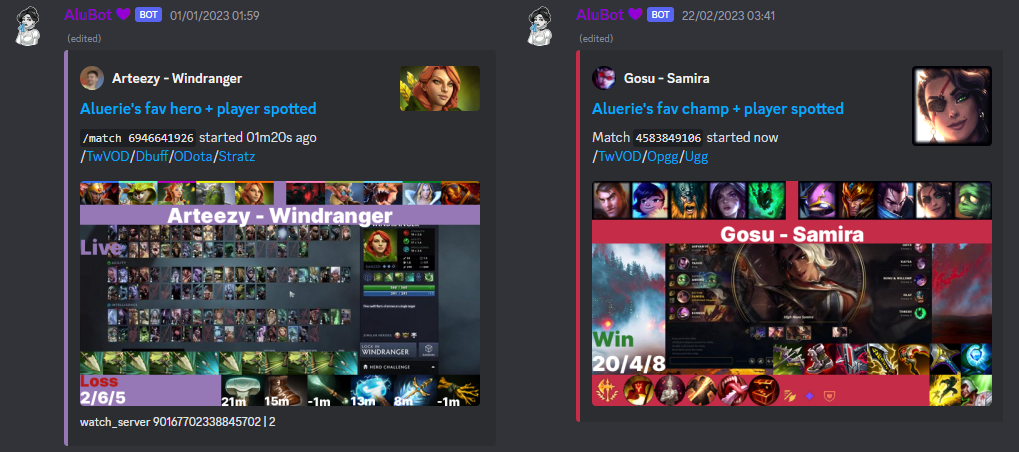 AluBot 💜 BOT 01/01/2023 01:59
(edited)
Arteezy - Windranger
Aluerie's fav hero + player spotted
/match 6946641926 started 01m20s ago
/TwVOD/Dbuff/ODota/Stratz
Arteezy - Windranger
Live
LOCK IN
WINDRANGER
HERO CHALLENGE
Loss
2/6/5
21m 15m -1m 13m 8m -1m
watch_server 90167702338845702 | 2
AluBot 💜 BOT 22/02/2023 03:41
(edited)
Gosu - Samira
Aluerie's fav champ + player spotted
Match 4583849106 started now
/TwVOD/Opgg/Ugg
Gosu - Samira
Win
20/4/8